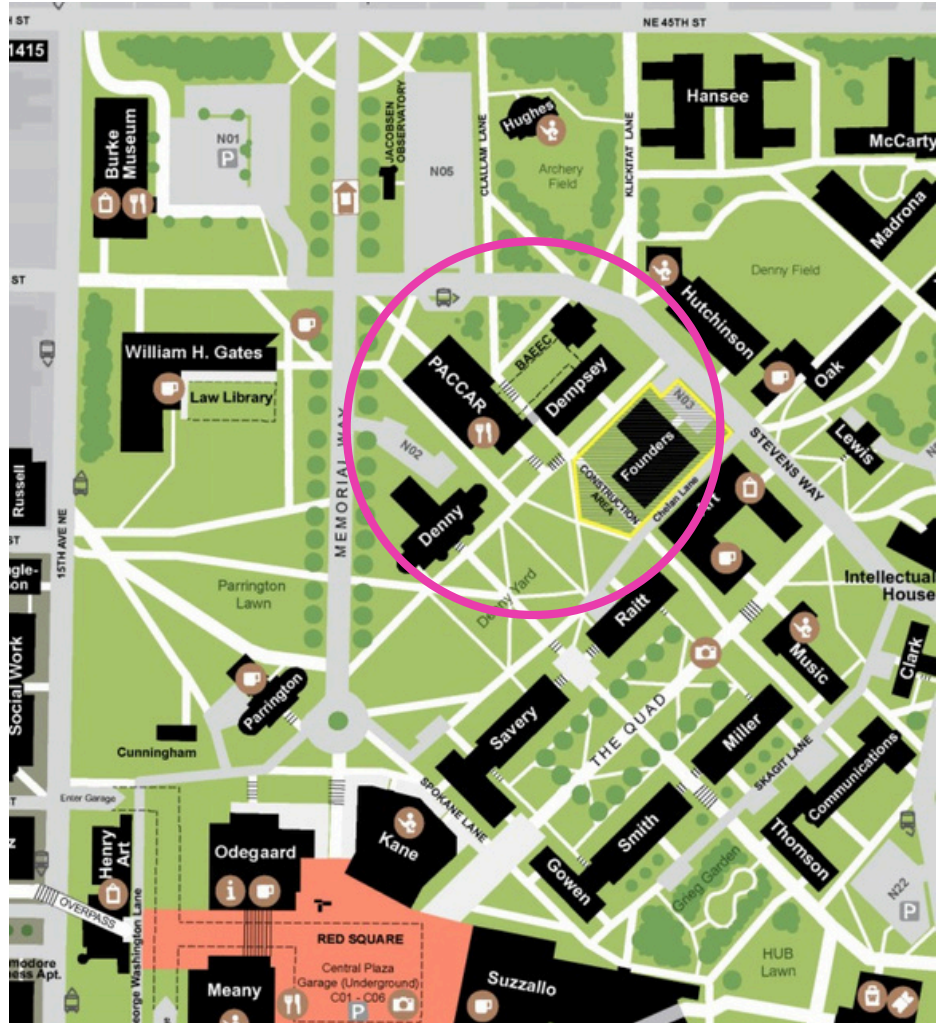 H ST
NE 45TH ST
1415
Burke
Museum
N01
P
JACOBSEN
OBSERVATORY
N05
CLALLAM LANE
Hughes
Archery
Field
KLICKITAT LANE
Hansee
McCarty
Madrona
Denny Field
ST
Hutchinson
Oak
William H. Gates
Law Library
PACCAR
BAEEC
Dempsey
N03
Founders
CONSTRUCTION
AREA
Chelan Lane
STEVENS WAY
Lewis
MEMORIAL WAY
N02
Denny
Russell
15TH AVE NE
ST
Parrington
Lawn
Denny Yard
Raitt
Intellectual
House
Clark
Music
Social Work
Parrington
Cunningham
Savery
THE QUAD
Miller
SKAGIT LANE
Communications
SPOKANE LANE
Smith
Gowen
Thomson
Grieg Garden
N22
P
Enter Garage
Henry
Art
Odegaard
i
Kane
OVERPASS
George Washington Lane
RED SQUARE
Central Plaza
Garage (Underground)
C01 - C06
P
Meany
Suzzallo
HUB
Lawn